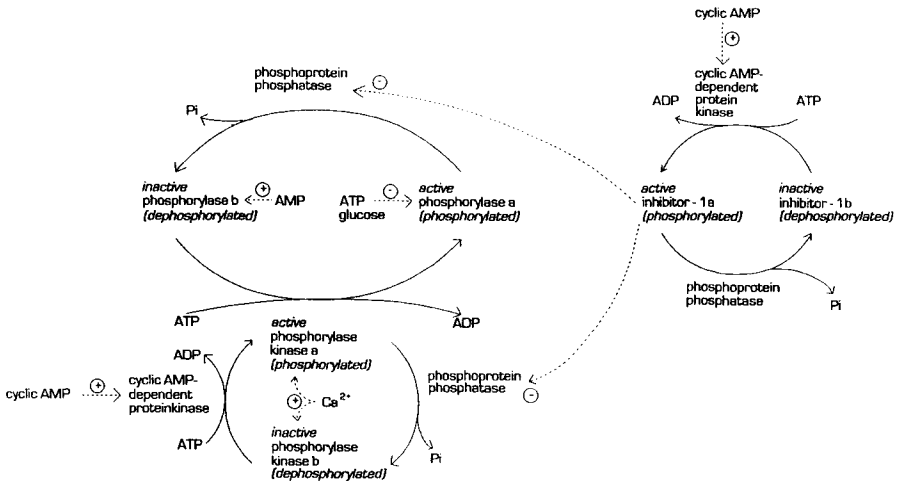 cyclic AMP
+
cyclic AMP-
dependent
protein
kinase
ADP
ATP
phosphoprotein
phosphatase
-
Pi
inactive
phosphorylase b
(dephosphorylated)
+
AMP
ATP
glucose
-
active
phosphorylase a
(phosphorylated)
active
inhibitor - 1a
(phosphorylated)
inactive
inhibitor - 1b
(dephosphorylated)
phosphoprotein
phosphatase
Pi
ATP
ADP
active
phosphorylase
kinase a
(phosphorylated)
ADP
cyclic AMP
+
cyclic AMP-
dependent
proteinkinase
ATP
+
Ca2+
phosphoprotein
phosphatase
-
inactive
phosphorylase
kinase b
(dephosphorylated)
Pi